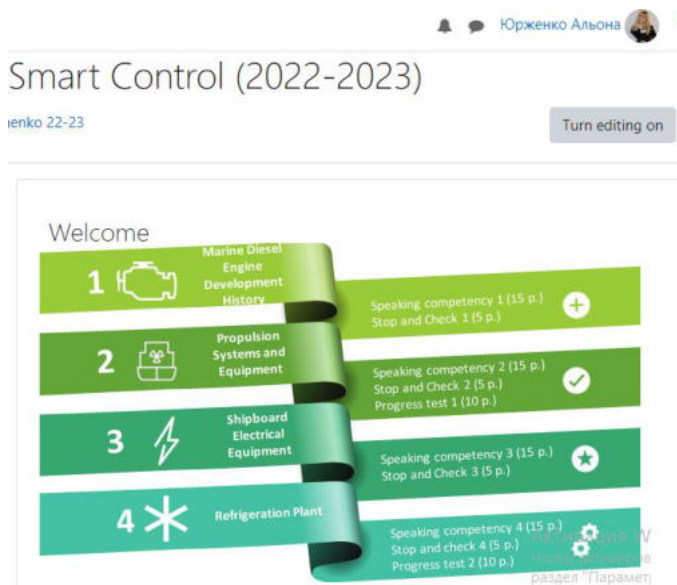 Юрженко Альона
Smart Control (2022-2023)
enko 22-23
Turn editing on
Welcome
1
Marine Diesel
Engine
Development
History
Speaking competency 1 (15 p.)
Stop and Check 1 (5 p.)
2
Propulsion
Systems and
Equipment
Speaking competency 2 (15 p.)
Stop and Check 2 (5 p.)
Progress test 1 (10 p.)
3
Shipboard
Electrical
Equipment
Speaking competency 3 (15 p.)
Stop and Check 3 (5 p.)
4
Refrigeration Plant
Speaking competency 4 (15 p.)
Stop and check 4 (5 p.)
Progress test 2 (10 p.)
раздел "Парамет